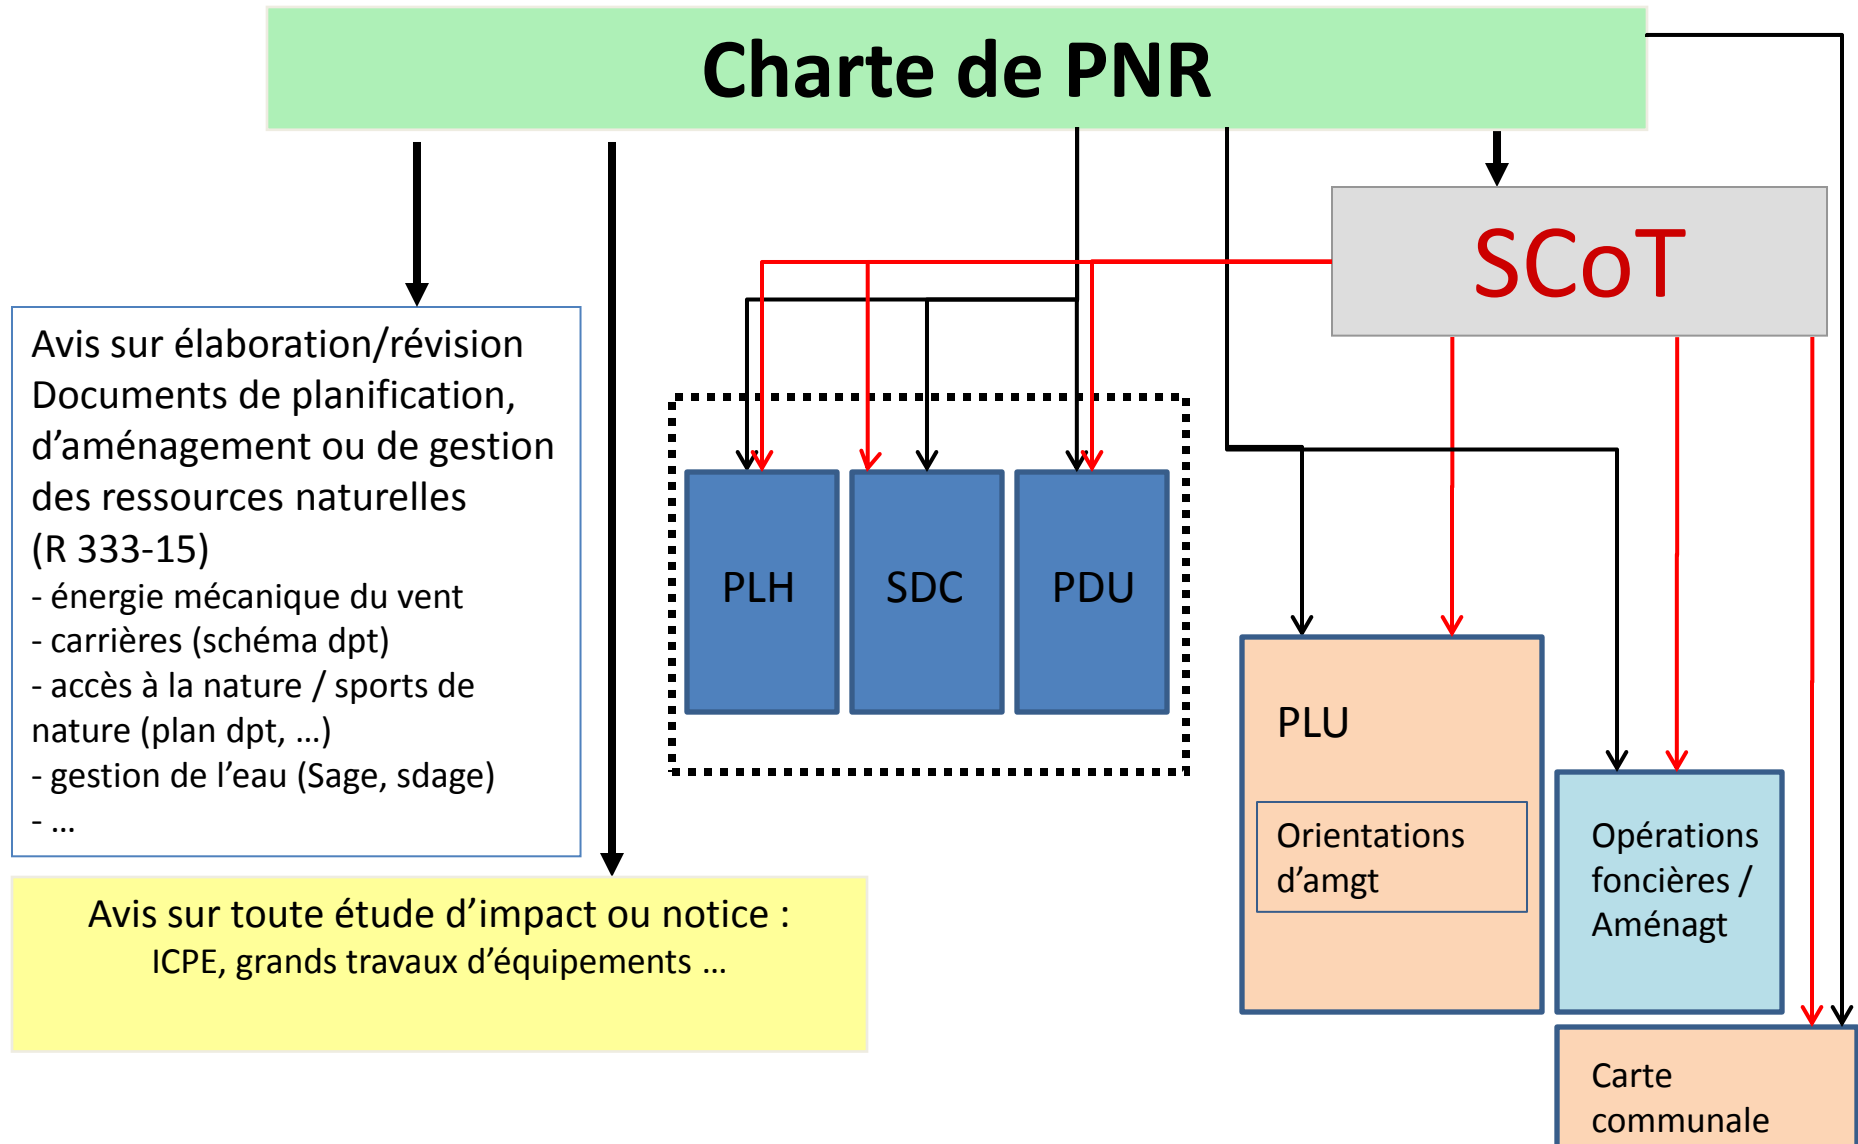 Charte de PNR
SCoT
Avis sur élaboration/révision
Documents de planification,
d’aménagement ou de gestion
des ressources naturelles
(R 333-15)
- énergie mécanique du vent
- carrières (schéma dpt)
- accès à la nature / sports de
nature (plan dpt, …)
- gestion de l’eau (Sage, sdage)
- …
PLH
SDC
PDU
PLU
Orientations
d’amgt
Opérations
foncières /
Aménagt
Avis sur toute étude d’impact ou notice :
ICPE, grands travaux d’équipements …
Carte
communale